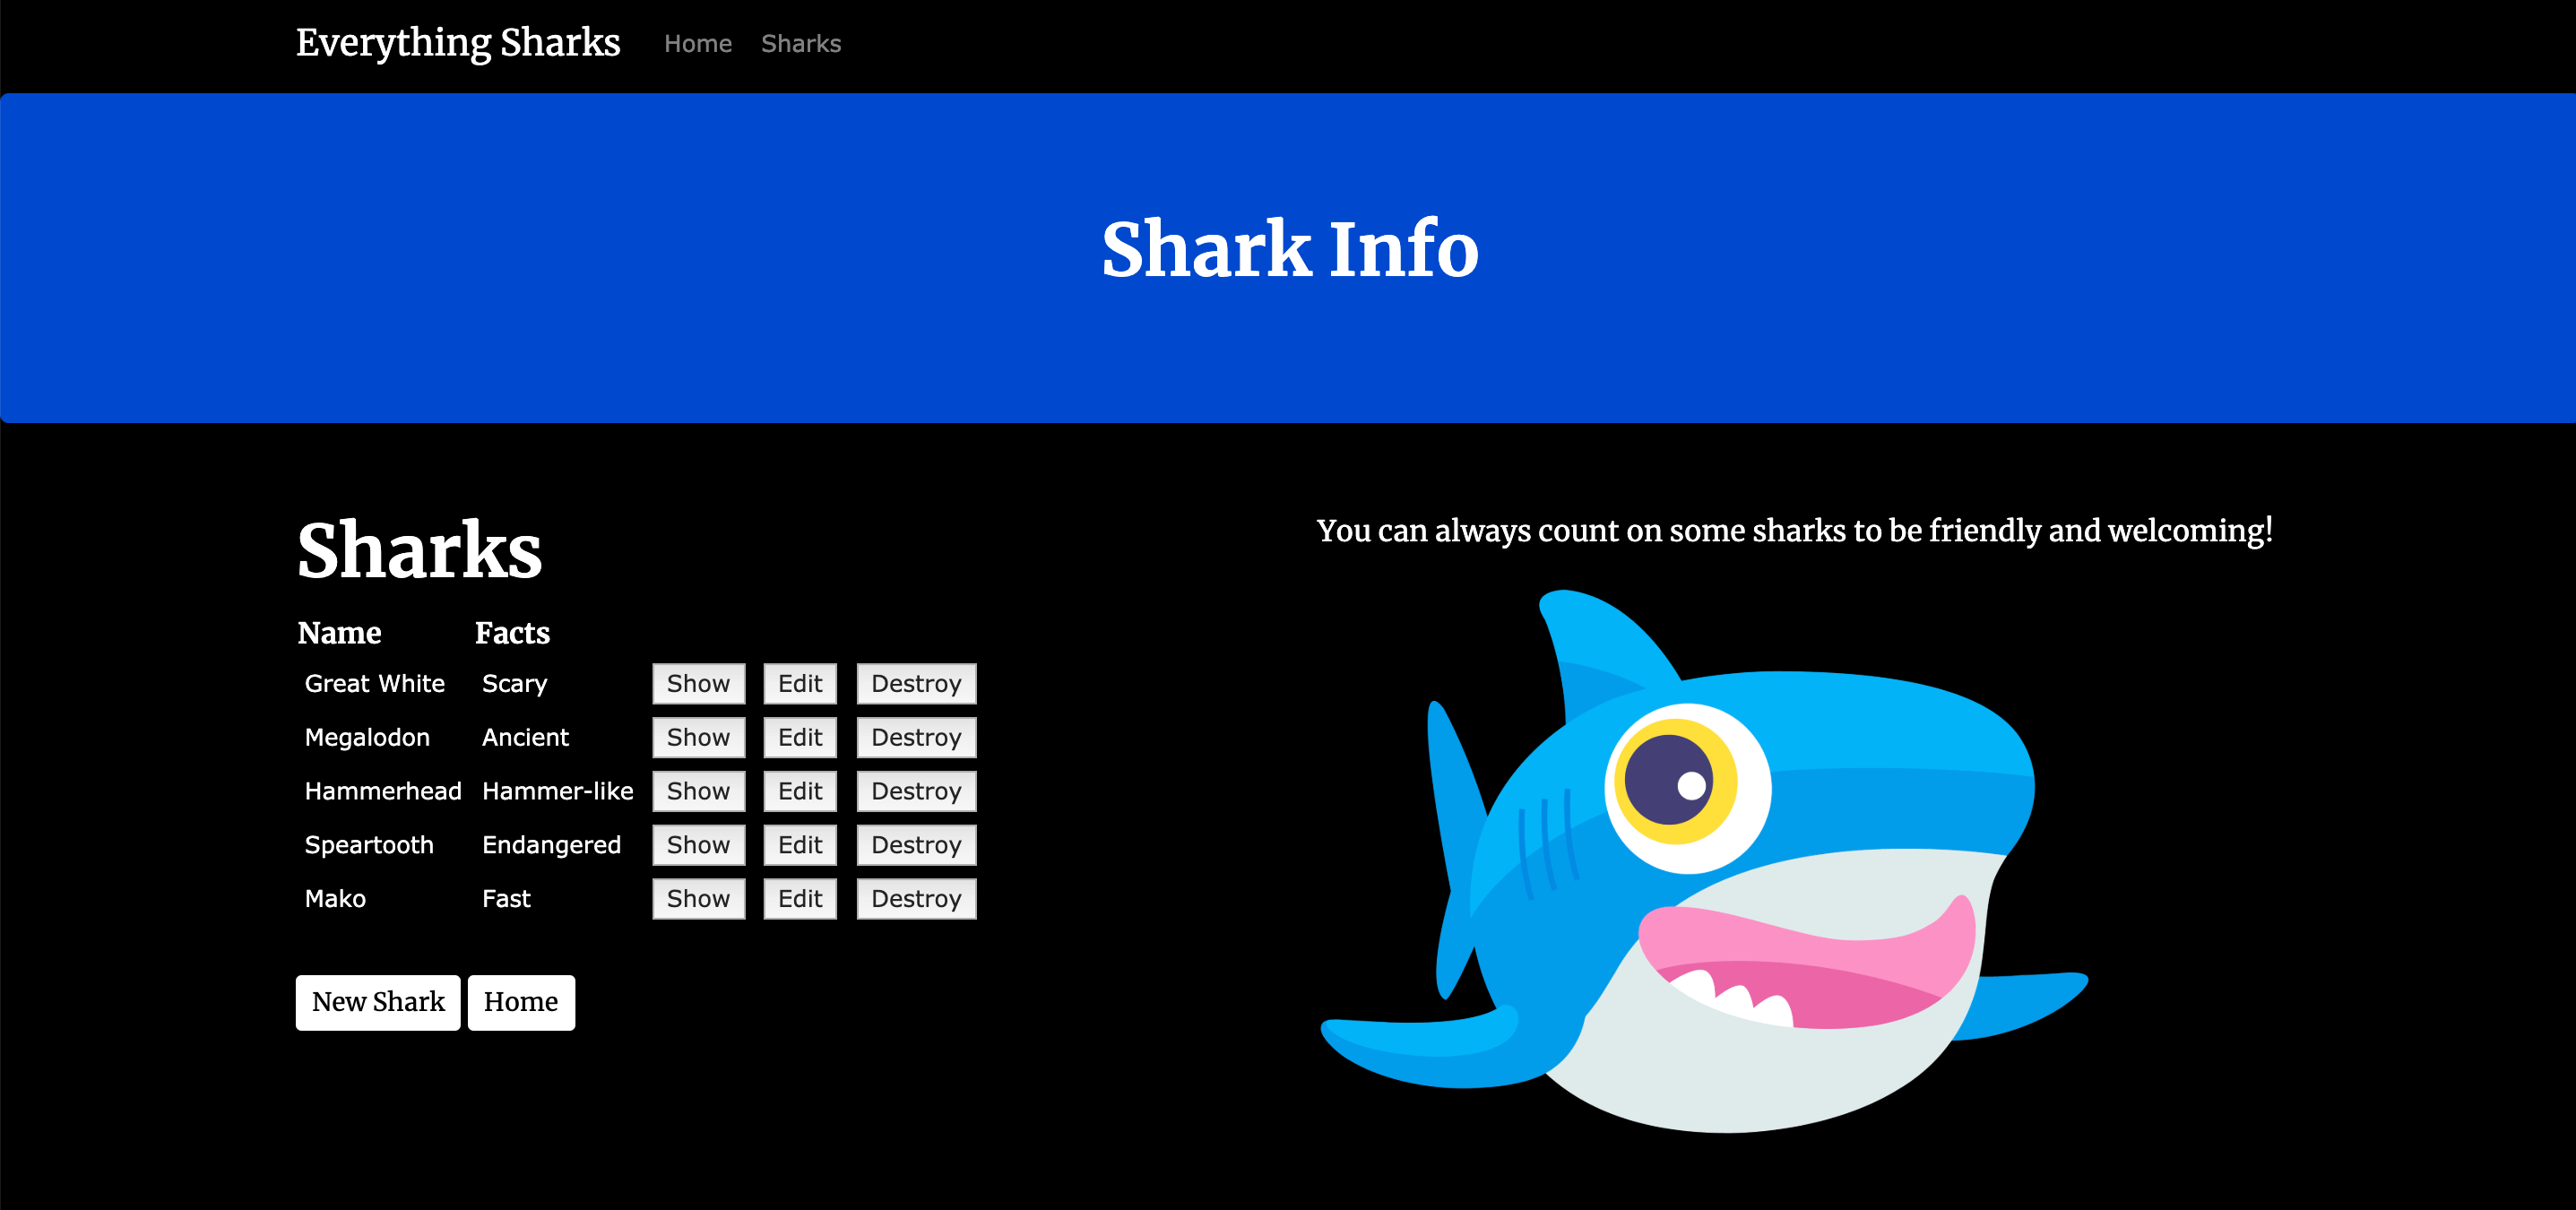 Everything Sharks Home Sharks
Shark Info
Sharks
Name Facts
Great White Scary Show Edit Destroy
Megalodon Ancient Show Edit Destroy
Hammerhead Hammer-like Show Edit Destroy
Speartooth Endangered Show Edit Destroy
Mako Fast Show Edit Destroy
New Shark Home
You can always count on some sharks to be friendly and welcoming!